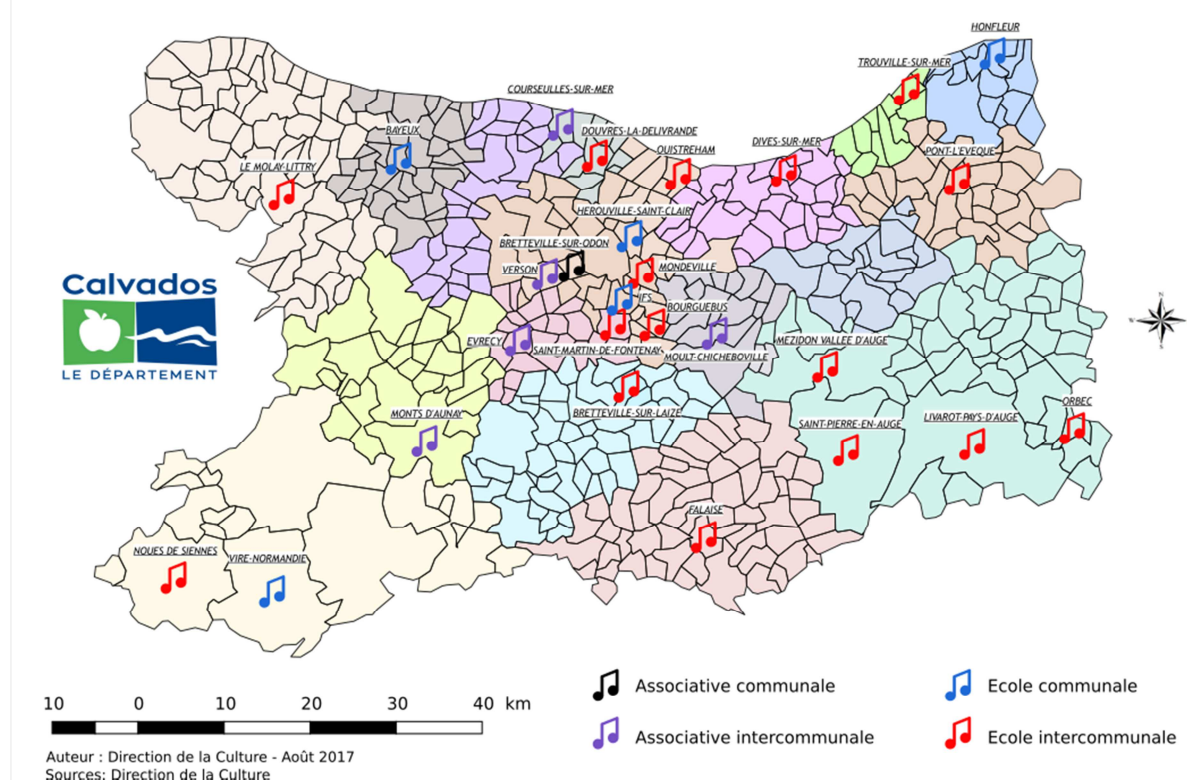 HONFLEUR
TROUVILLE-SUR-MER
COURSEULLES-SUR-MER
BAYEUX
DOUVRES-LA-DELIVRANDE
DIVES-SUR-MER
OUISTREHAM
PONT-L'EVEQUE
LE MOLAY-LITTRY
HEROUVILLE-SAINT-CLAIR
BRETTEVILLE-SUR-ODON
VERSON
MONDEVILLE
Calvados
LE DÉPARTEMENT
IFS
BOURGUEBUS
EVRECY
SAINT-MARTIN-DE-FONTENAY
MOULT-CHICHEBOVILLE
MEZIDON VALLEE D'AUGE
N
S
MONTS D'AUNAY
BRETTEVILLE-SUR-LAIZE
SAINT-PIERRE-EN-AUGE
LIVAROT-PAYS-D'AUGE
ORBEC
FALAISE
NOUES DE SIENNES
VIRE-NORMANDIE
Associative communale
Ecole communale
Associative intercommunale
Ecole intercommunale
10 0 10 20 30 40 km
Auteur : Direction de la Culture - Août 2017
Sources: Direction de la Culture